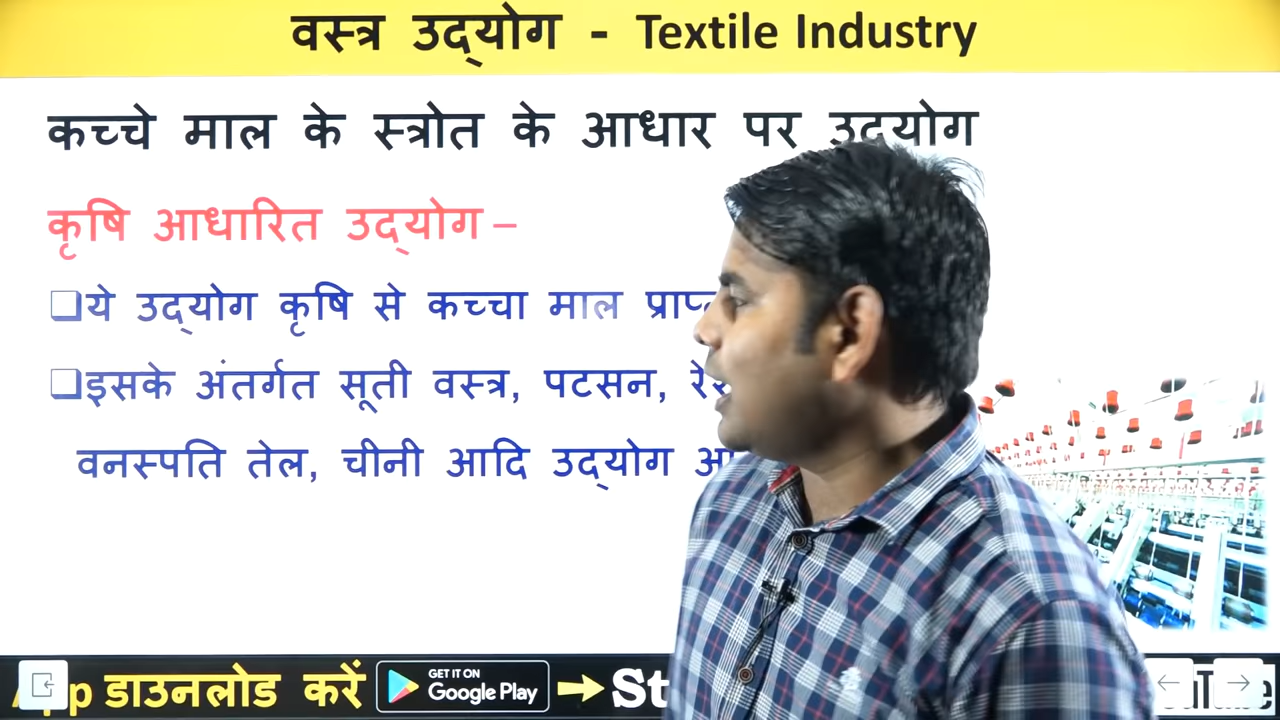 वस्त्र उद्योग - Textile Industry
कच्चे माल के स्त्रोत के आधार पर उद्योग
कृषि आधारित उद्योग –
ये उद्योग कृषि से कच्चा माल
इसके अंतर्गत सूती वस्त्र, पटसन,
वनस्पति तेल, चीनी आदि उद्योग
डाउनलोड करें GET IT ON Google Play